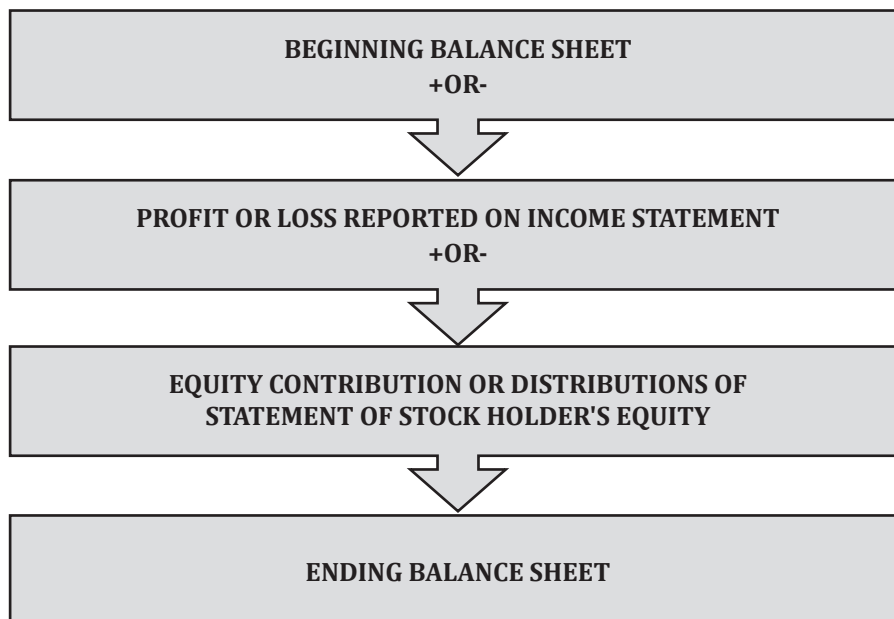 BEGINNING BALANCE SHEET
+OR-
PROFIT OR LOSS REPORTED ON INCOME STATEMENT
+OR-
EQUITY CONTRIBUTION OR DISTRIBUTIONS OF
STATEMENT OF STOCK HOLDER'S EQUITY
ENDING BALANCE SHEET